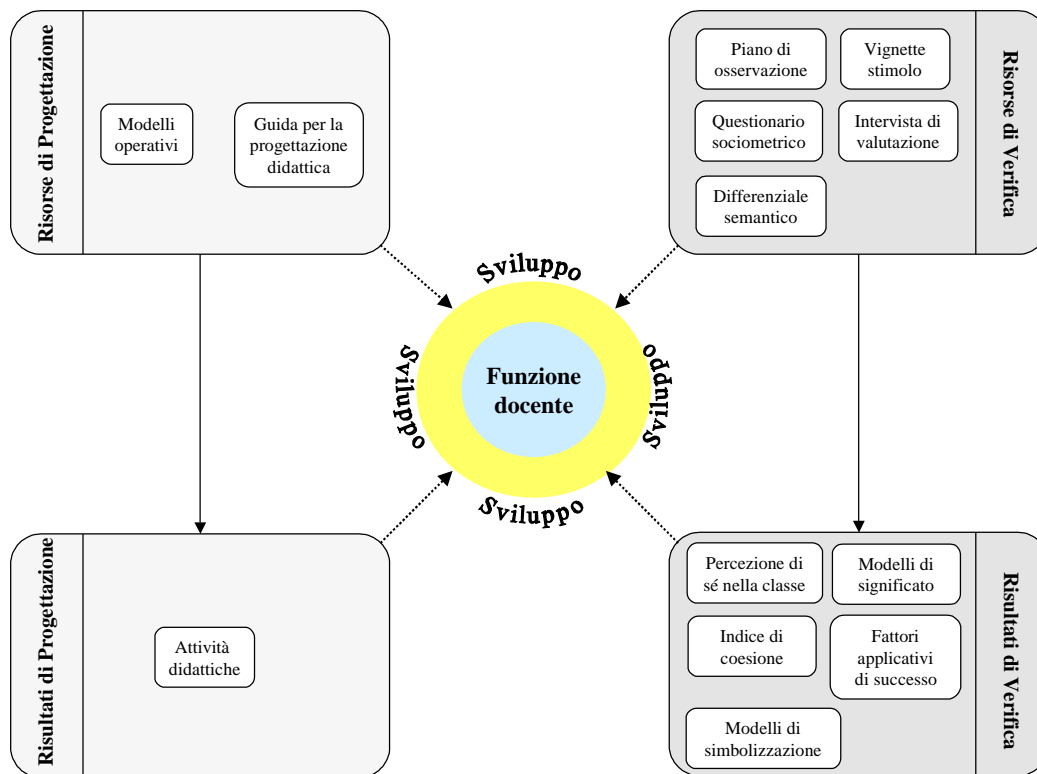 Risorse di Progettazione
Modelli
operativi
Guida per la
progettazione
didattica
Piano di
osservazione
Vignette
stimolo
Questionario
sociometrico
Intervista di
valutazione
Differenziale
semantico
Risorse di Verifica
Sviluppo
Sviluppo
Funzione
docente
Sviluppo
Sviluppo
Risultati di Progettazione
Attività
didattiche
Percezione di
sé nella classe
Modelli di
significato
Indice di
coesione
Fattori
applicativi
di successo
Modelli di
simbolizzazione
Risultati di Verifica